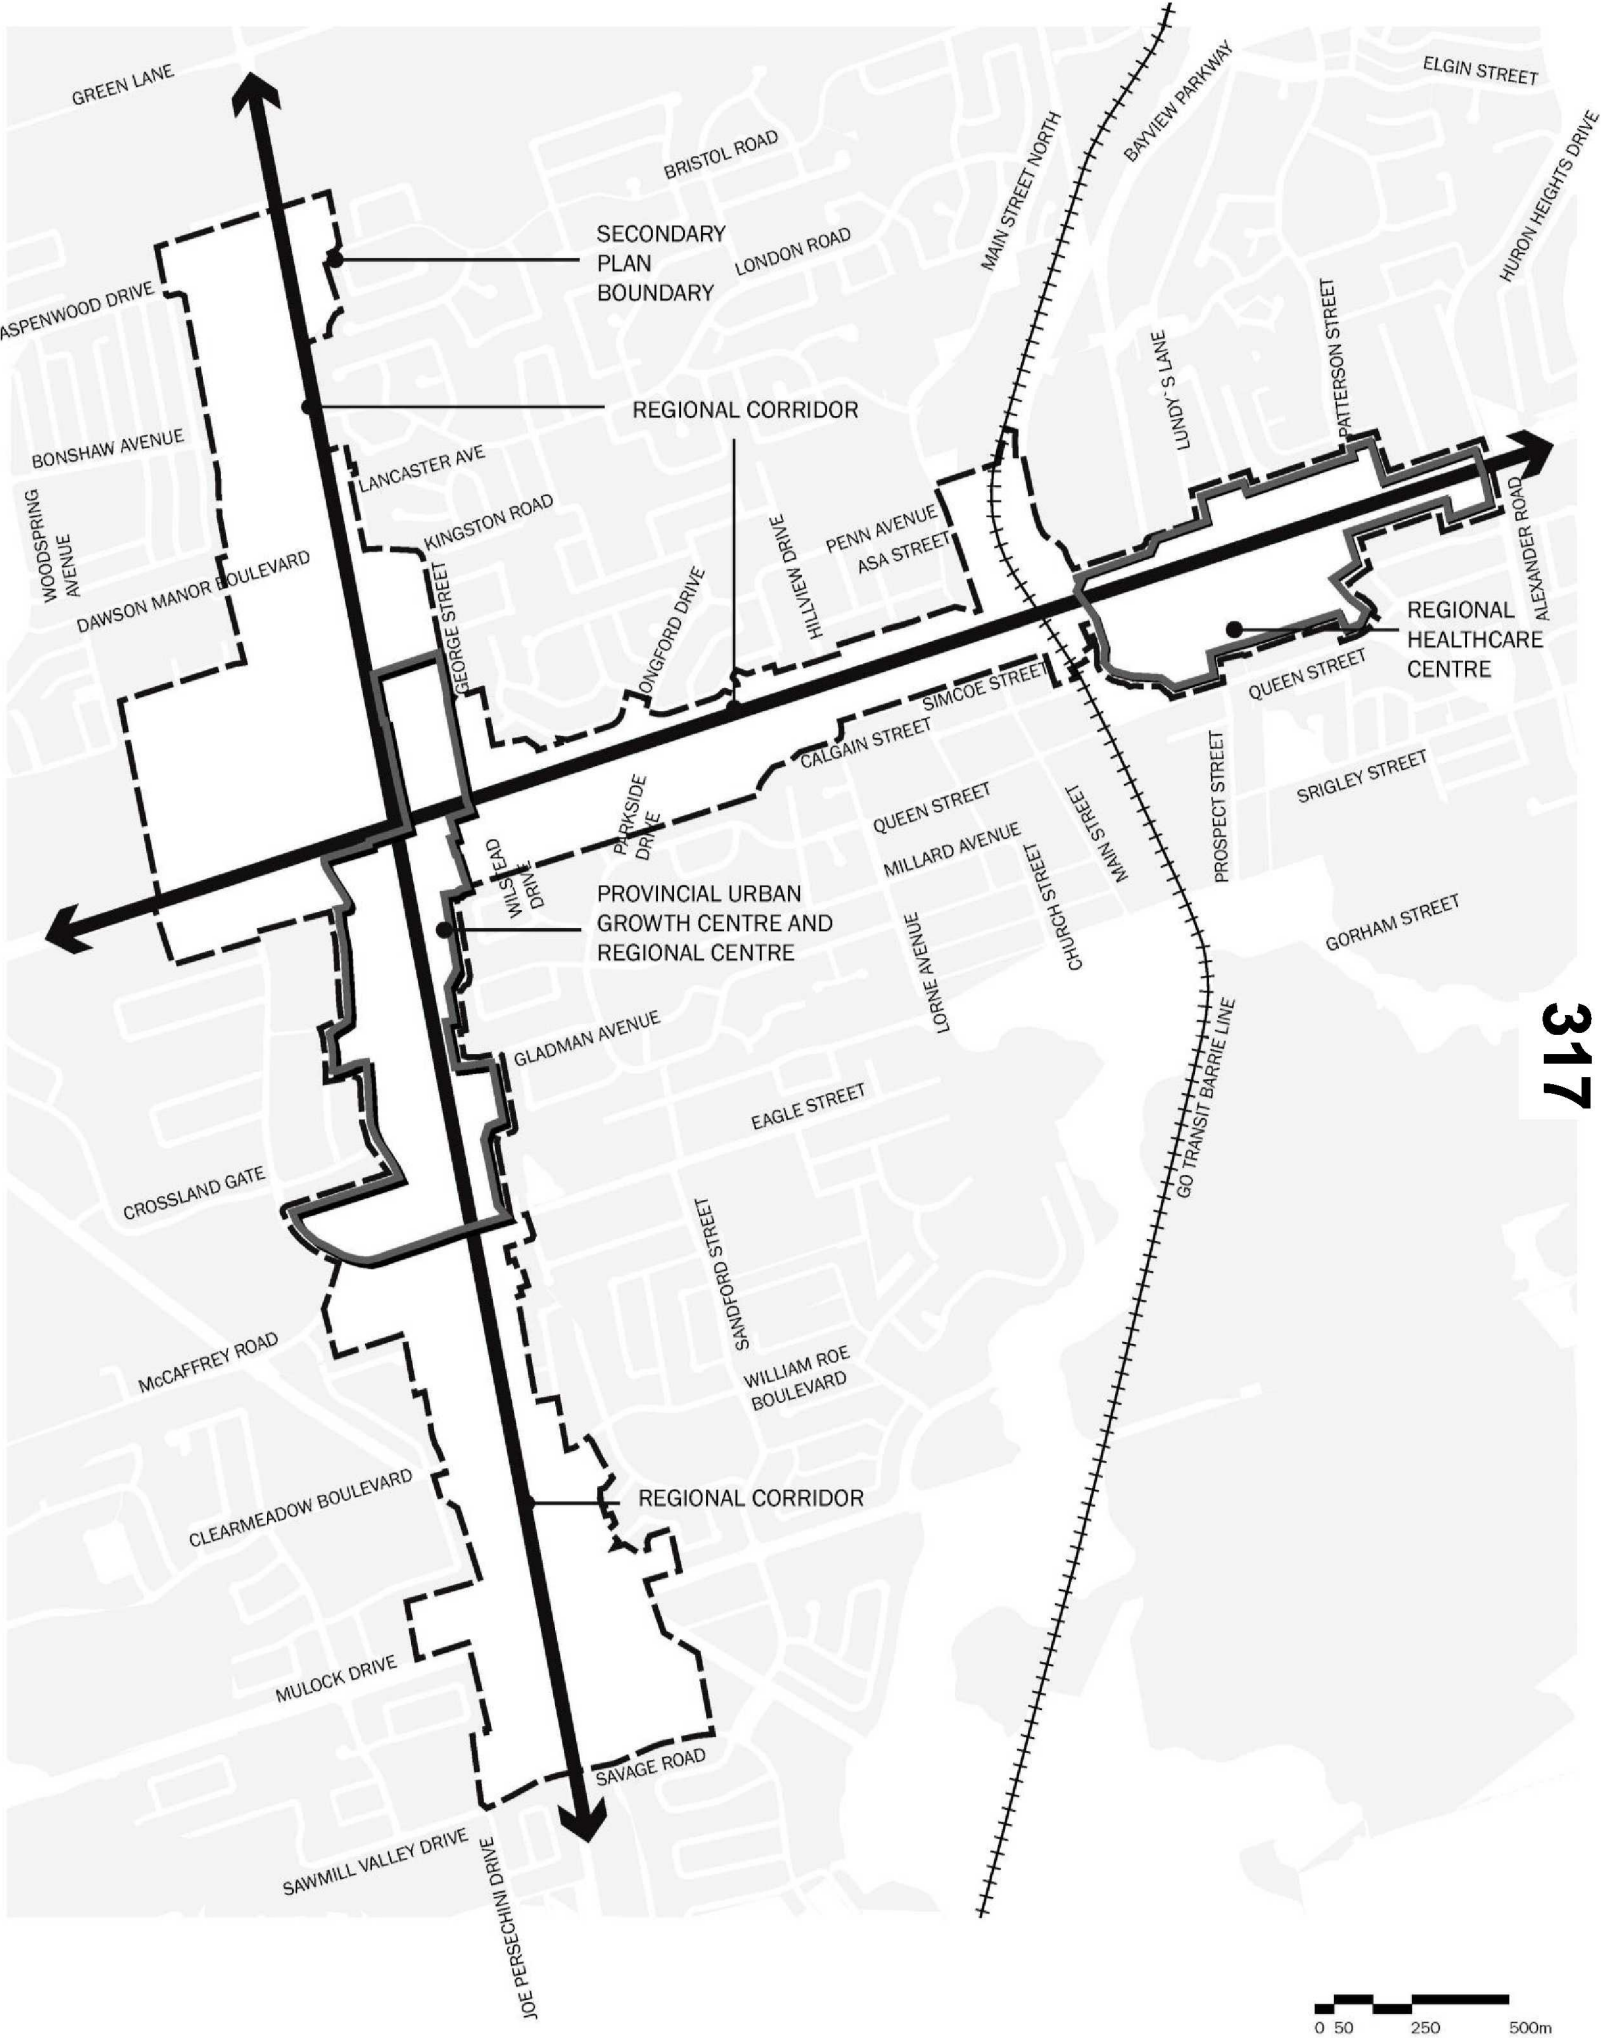 GREEN LANE
ELGIN STREET
BAYVIEW PARKWAY
MAIN STREET NORTH
BRISTOL ROAD
HURON HEIGHTS DRIVE
SECONDARY
PLAN
BOUNDARY
LONDON ROAD
ASPENWOOD DRIVE
PATTERSON STREET
LUNDY`S LANE
REGIONAL CORRIDOR
BONSHAW AVENUE
LANCASTER AVE
KINGSTON ROAD
WOODSPRING
AVENUE
DAWSON MANOR BOULEVARD
GEORGE STREET
LONGFORD DRIVE
HILLVIEW DRIVE
PENN AVENUE
ASA STREET
ALEXANDER ROAD
REGIONAL
HEALTHCARE
CENTRE
SIMCOE STREET
QUEEN STREET
CALGAIN STREET
PARKSIDE
DRIVE
QUEEN STREET
MILLARD AVENUE
MAIN STREET
CHURCH STREET
PROSPECT STREET
SRIGLEY STREET
WILSTEAD
DRIVE
PROVINCIAL URBAN
GROWTH CENTRE AND
REGIONAL CENTRE
LORNE AVENUE
GORHAM STREET
317
GLADMAN AVENUE
GO TRANSIT BARRIE LINE
EAGLE STREET
CROSSLAND GATE
SANDFORD STREET
McCAFFREY ROAD
WILLIAM ROE
BOULEVARD
CLEARMEADOW BOULEVARD
REGIONAL CORRIDOR
MULOCK DRIVE
SAVAGE ROAD
SAWMILL VALLEY DRIVE
JOE PERSECHINI DRIVE
0 50 250 500m